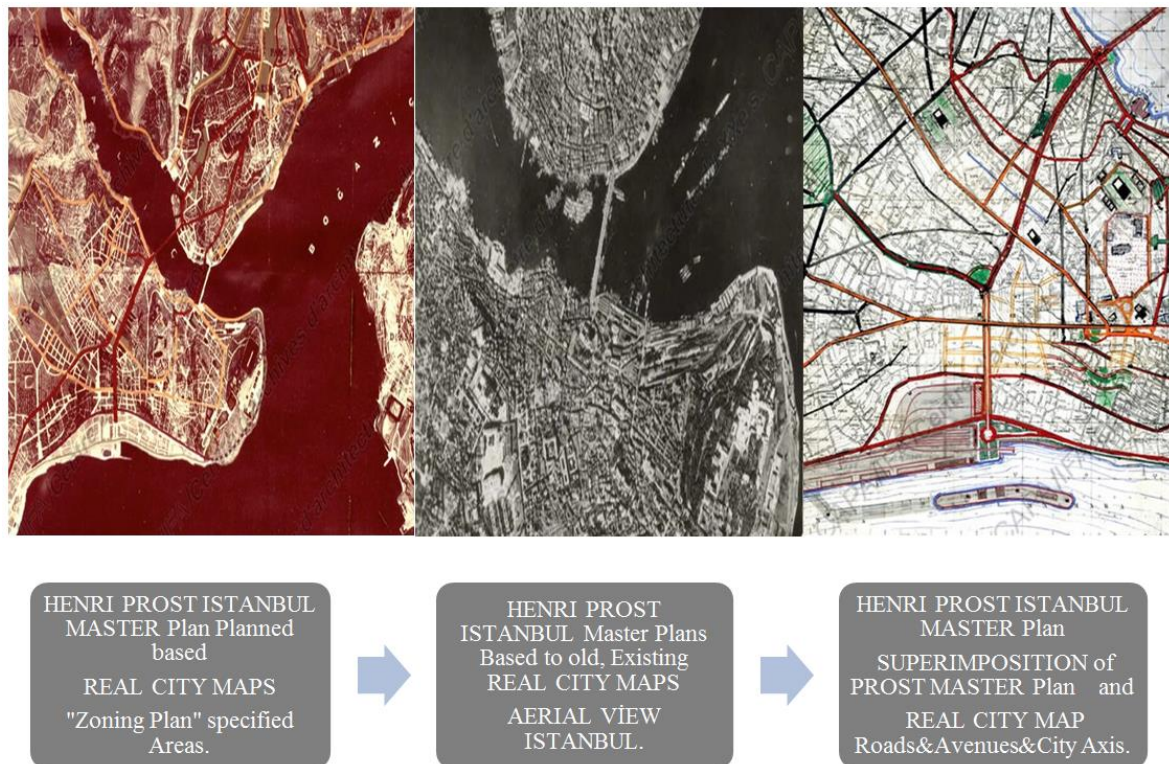 HENRI PROST ISTANBUL
MASTER Plan Planned
based
REAL CITY MAPS
"Zoning Plan" specified
Areas.
HENRI PROST
ISTANBUL Master Plans
Based to old, Existing
REAL CITY MAPS
AERIAL VİEW
ISTANBUL.
HENRI PROST ISTANBUL
MASTER Plan
SUPERIMPOSITION of
PROST MASTER Plan and
REAL CITY MAP
Roads&Avenues&City Axis.